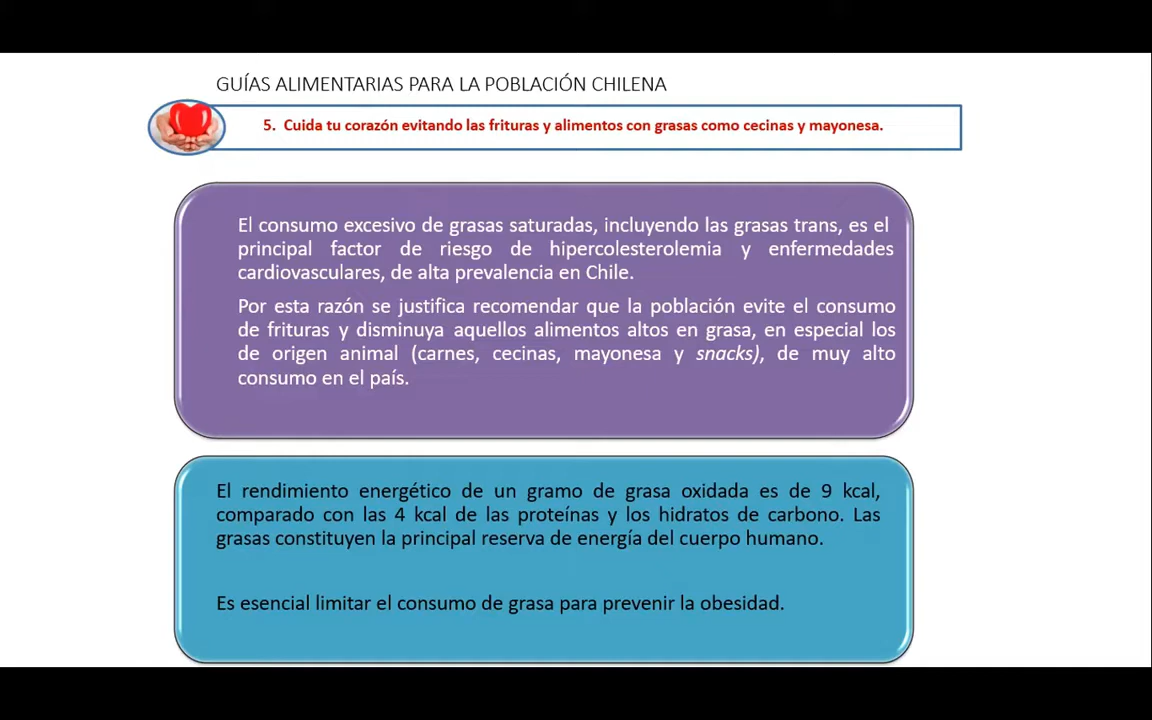 GUÍAS ALIMENTARIAS PARA LA POBLACIÓN CHILENA
5. Cuida tu corazón evitando las frituras y alimentos con grasas como cecinas y mayonesa.
El consumo excesivo de grasas saturadas, incluyendo las grasas trans, es el
principal factor de riesgo de hipercolesterolemia y enfermedades
cardiovasculares, de alta prevalencia en Chile.
Por esta razón se justifica recomendar que la población evite el consumo
de frituras y disminuya aquellos alimentos altos en grasa, en especial los
de origen animal (carnes, cecinas, mayonesa y snacks), de muy alto
consumo en el país.
El rendimiento energético de un gramo de grasa oxidada es de 9 kcal,
comparado con las 4 kcal de las proteínas y los hidratos de carbono. Las
grasas constituyen la principal reserva de energía del cuerpo humano.
Es esencial limitar el consumo de grasa para prevenir la obesidad.